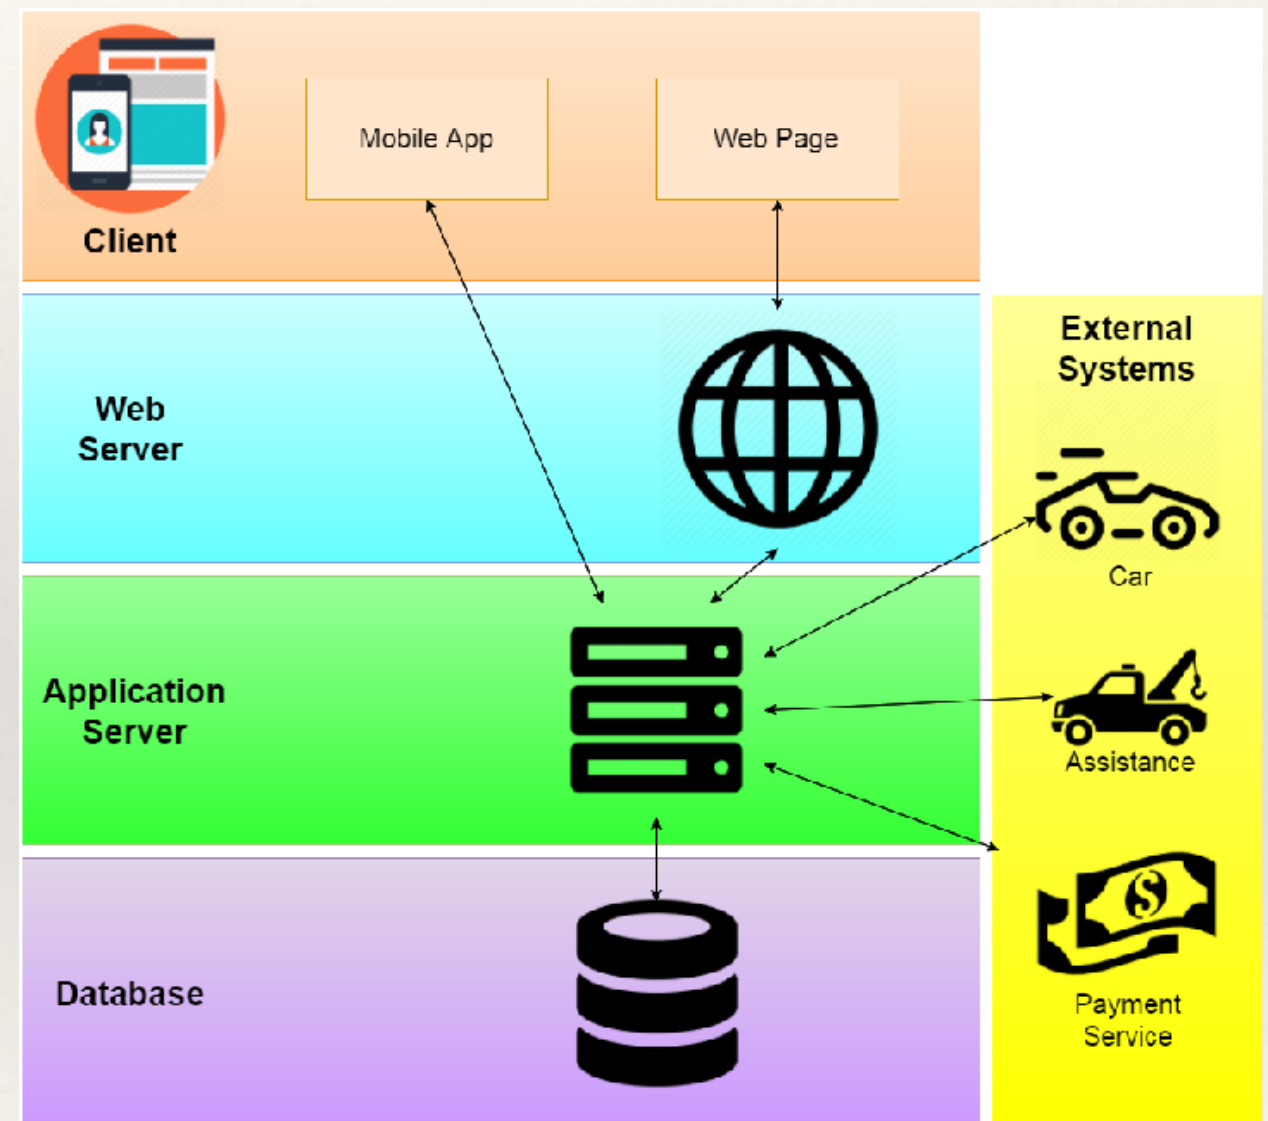 Mobile App
Web Page
Client
Web
Server
External
Systems
Car
Application
Server
Assistance
Database
Payment
Service